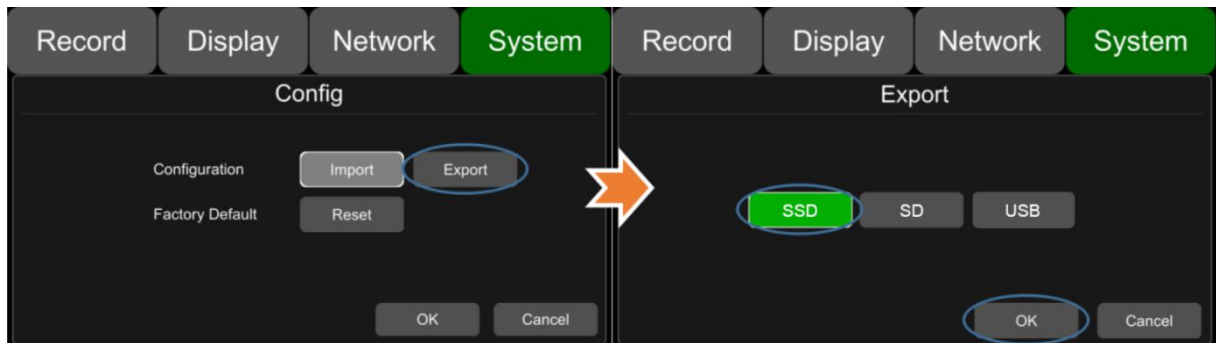 Record Display Network System
Config
Configuration Import Export
Factory Default Reset
OK Cancel
Record Display Network System
Export
SSD SD USB
OK Cancel